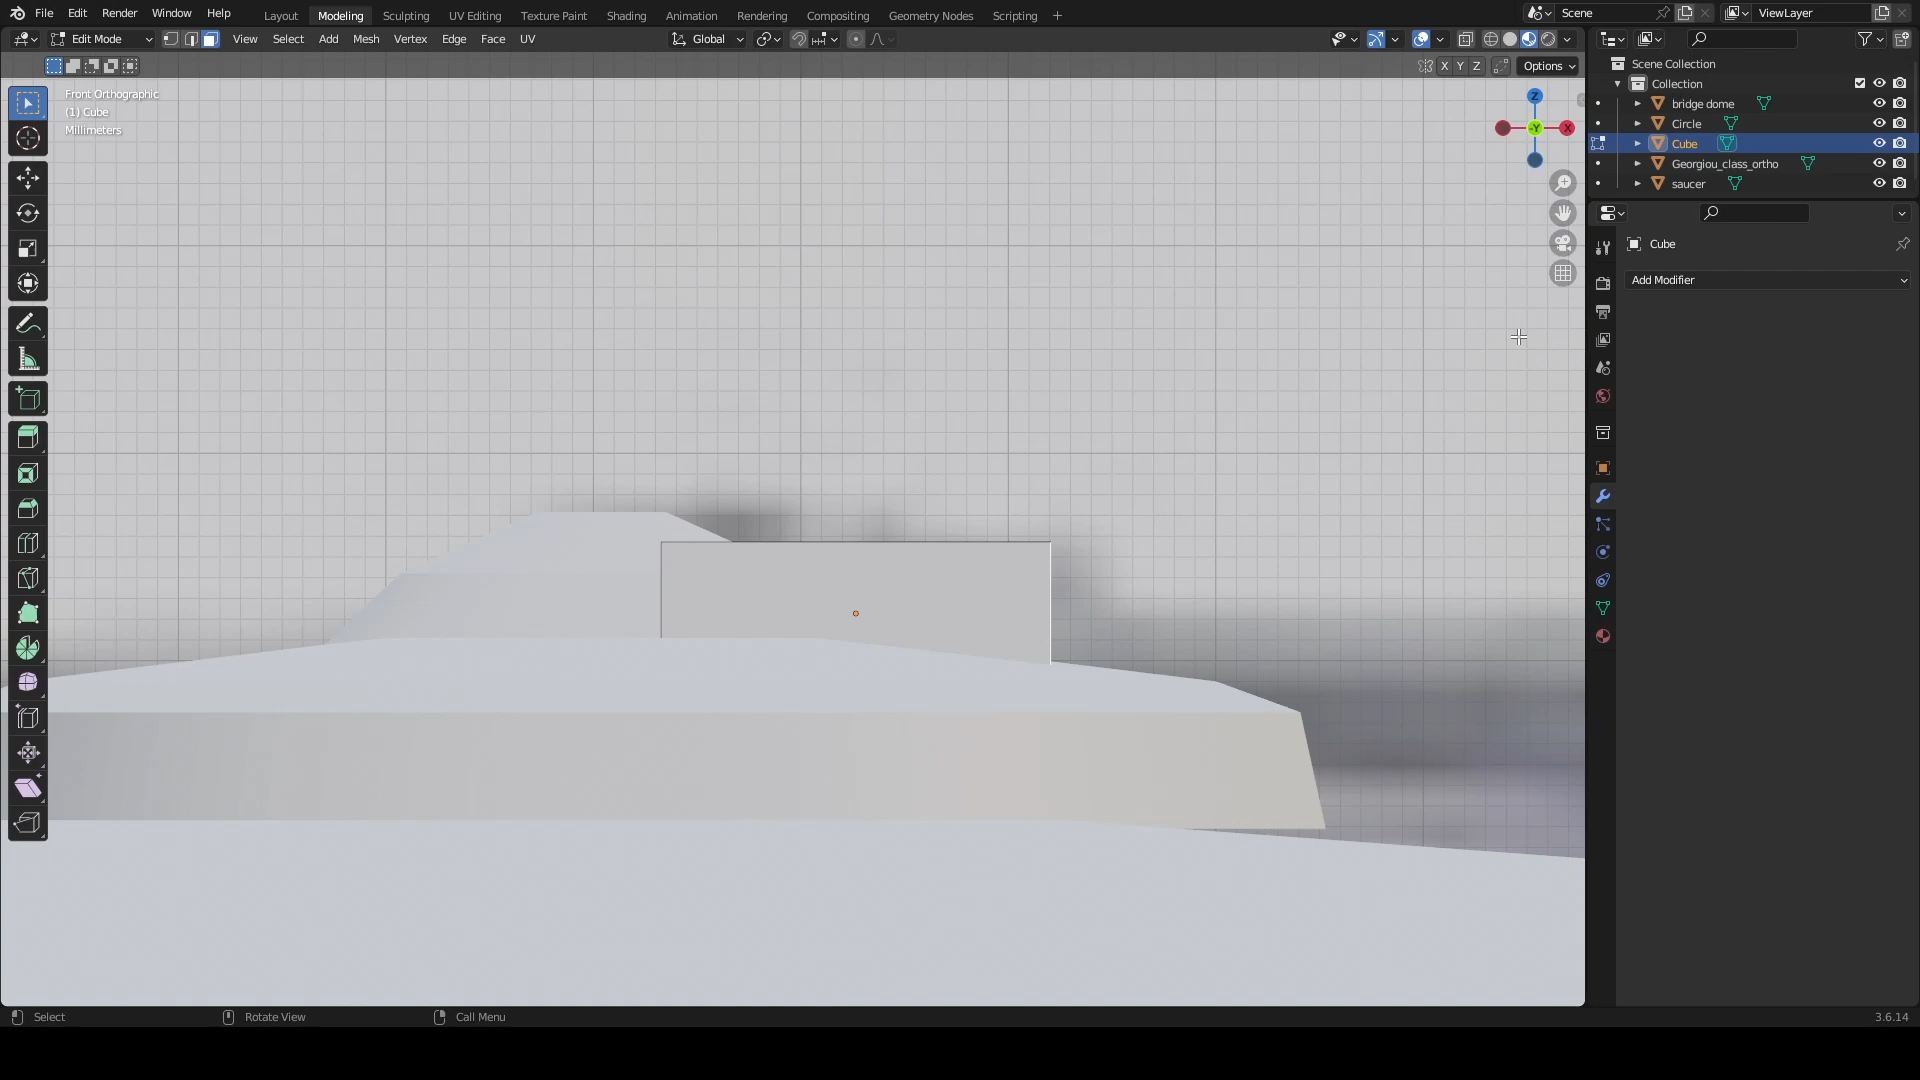 File Edit Render Window Help Layout Modeling Sculpting UV Editing Texture Paint Shading Animation Rendering Compositing Geometry Nodes Scripting + Scene ViewLayer
Edit Mode View Select Add Mesh Vertex Edge Face UV Global
X Y Z Options
Front Orthographic
(1) Cube
Millimeters
Z
Y
X
Scene Collection
Collection
bridge dome
Circle
Cube
Georgiou_class_ortho
saucer
Cube
Add Modifier
Select Rotate View Call Menu 3.6.14